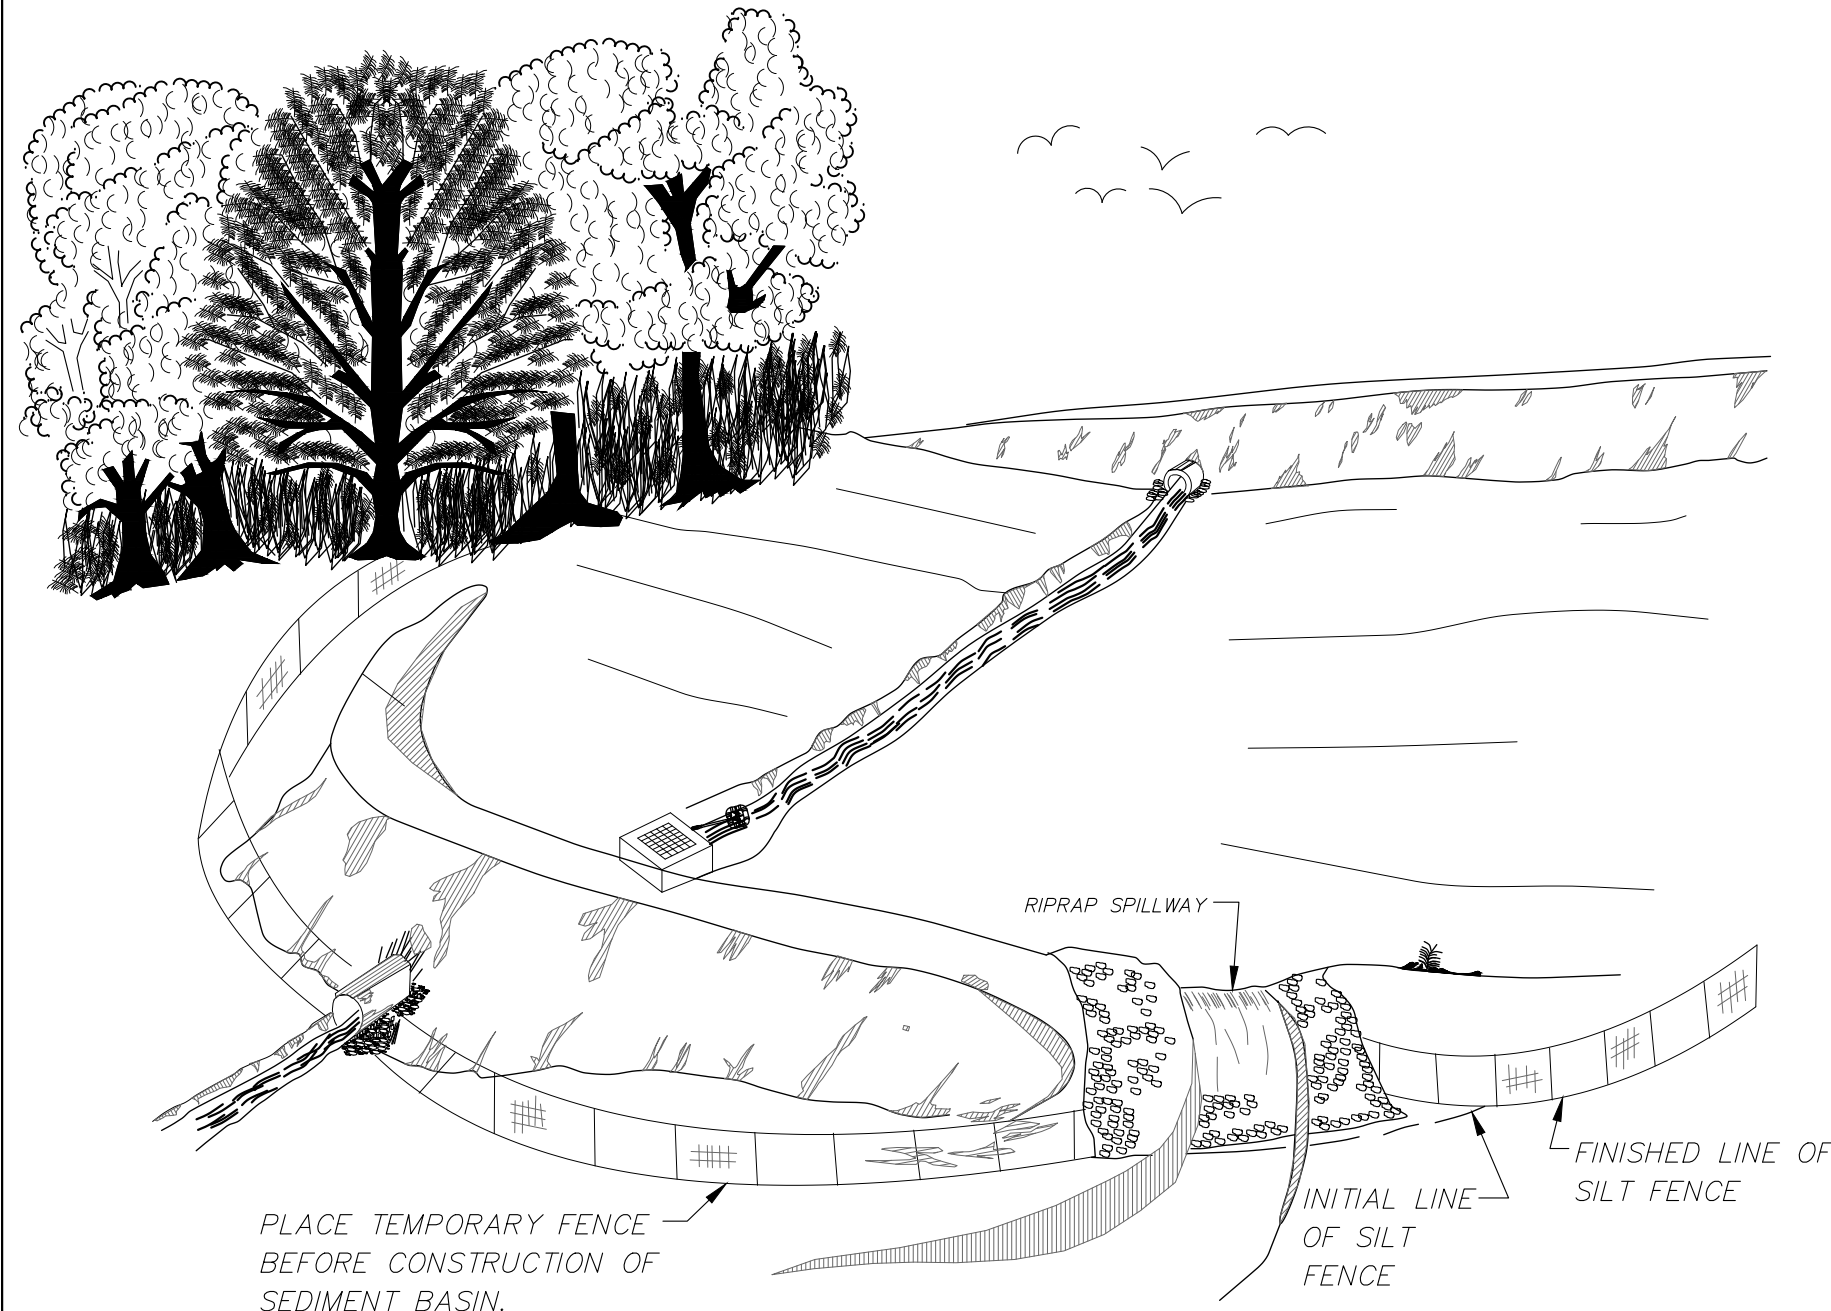 RIPRAP SPILLWAY
FINISHED LINE OF
SILT FENCE
INITIAL LINE
OF SILT
FENCE
PLACE TEMPORARY FENCE
BEFORE CONSTRUCTION OF
SEDIMENT BASIN.